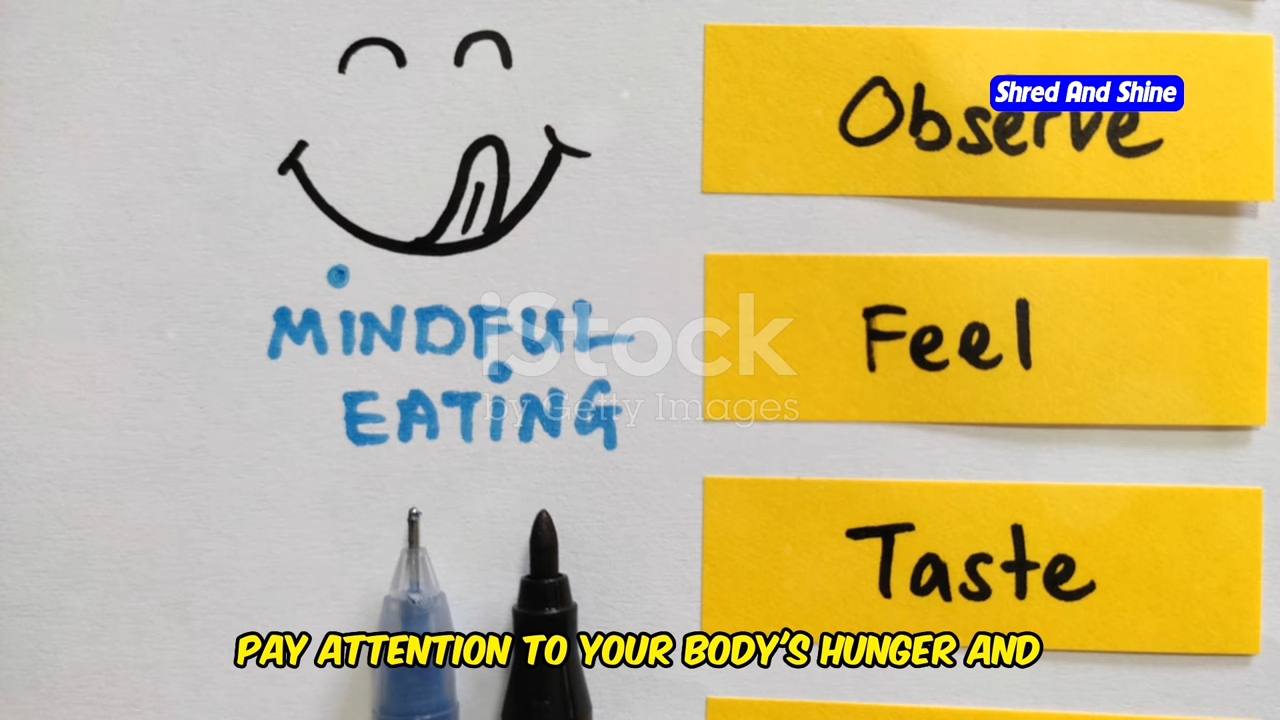 Shred And Shine
Observe
MiNDFUL
EATiNG
iStock
by Getty Images
Feel
Taste
PAY ATTENTION TO YOUR BODY'S HUNGER AND